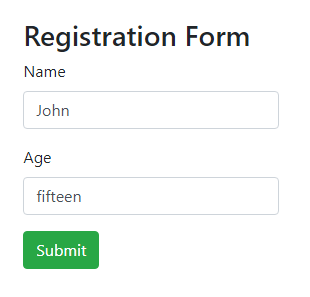 Registration Form
Name
John
Age
fifteen
Submit